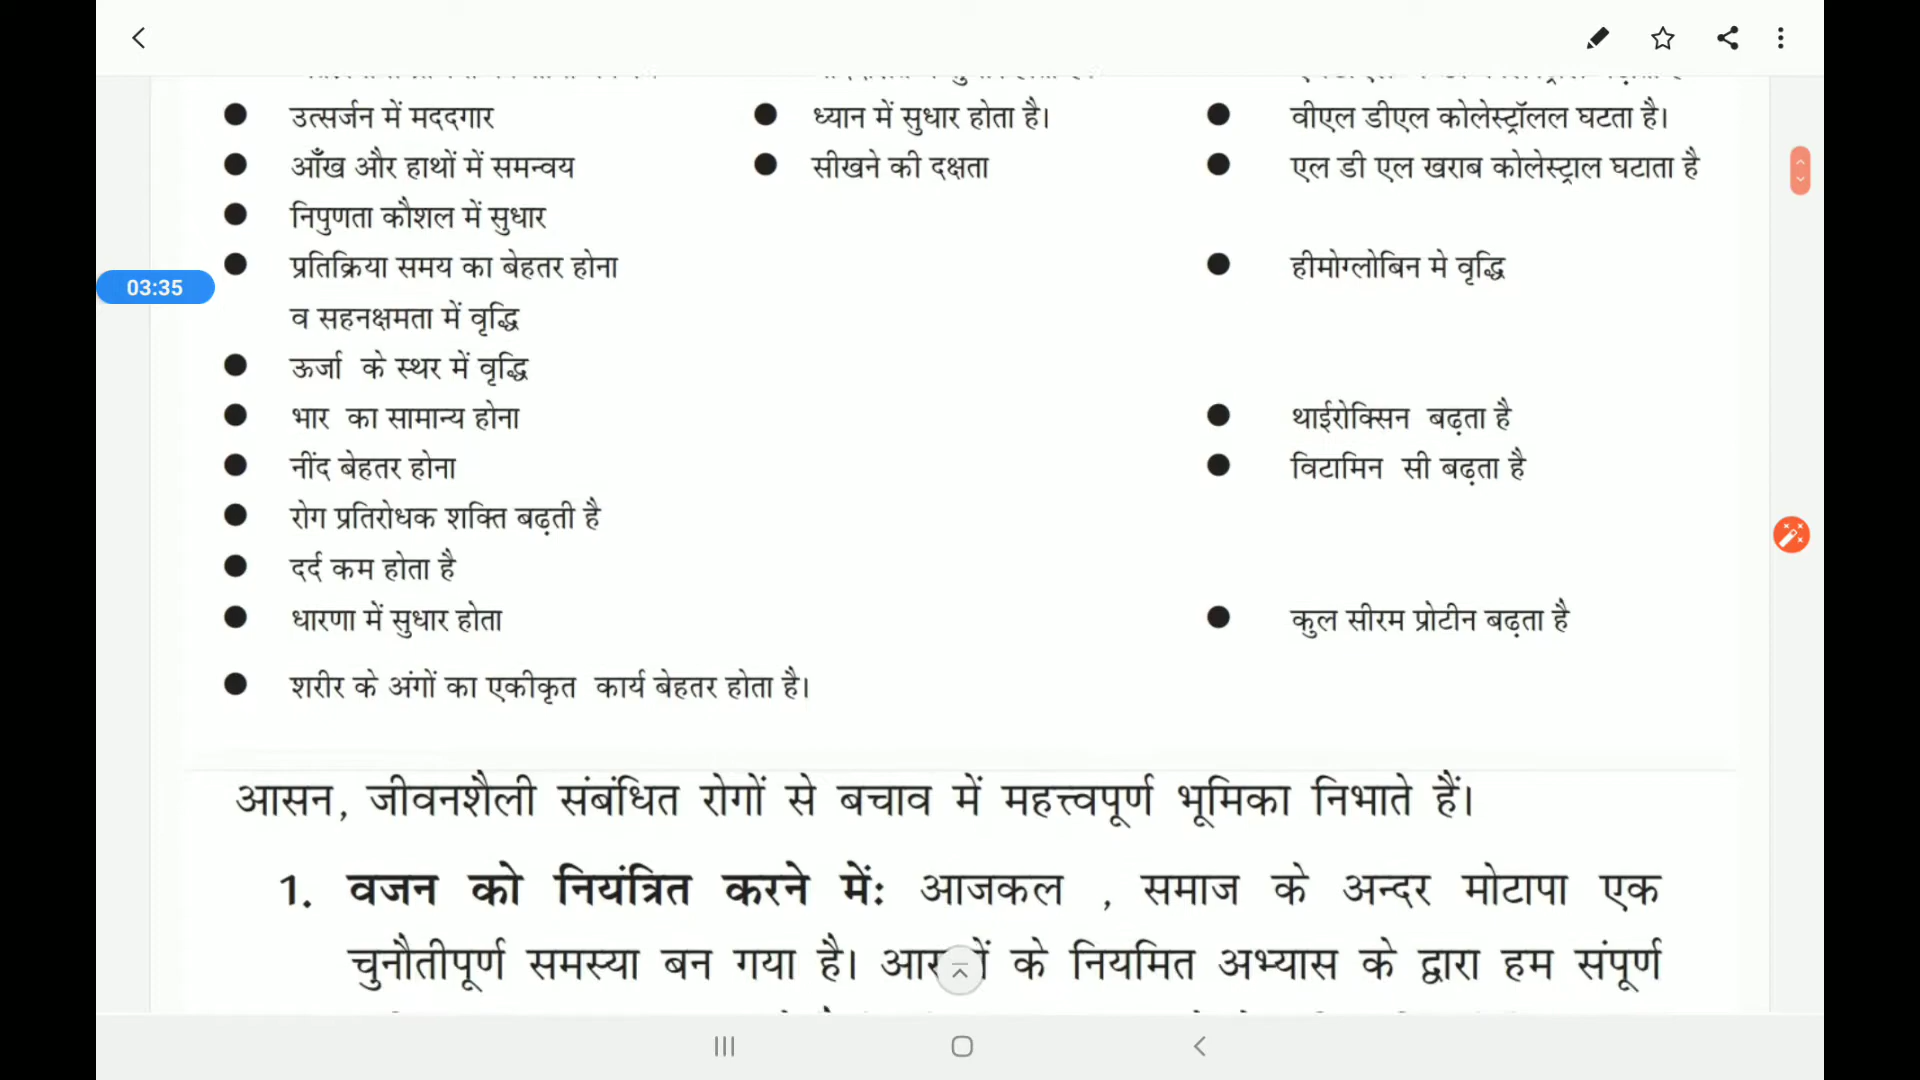 उत्सर्जन में मददगार
ध्यान में सुधार होता है।
वीएल डीएल कोलेस्ट्रॉलल घटता है।
आँख और हाथों में समन्वय
सीखने की दक्षता
एल डी एल खराब कोलेस्ट्राल घटाता है
निपुणता कौशल में सुधार
प्रतिक्रिया समय का बेहतर होना
हीमोग्लोबिन मे वृद्धि
03:35
व सहनक्षमता में वृद्धि
ऊर्जा के स्थर में वृद्धि
भार का सामान्य होना
थाईरोक्सिन बढ़ता है
नींद बेहतर होना
विटामिन सी बढ़ता है
रोग प्रतिरोधक शक्ति बढ़ती है
दर्द कम होता है
धारणा में सुधार होता
कुल सीरम प्रोटीन बढ़ता है
शरीर के अंगों का एकीकृत कार्य बेहतर होता है।
आसन, जीवनशैली संबंधित रोगों से बचाव में महत्त्वपूर्ण भूमिका निभाते हैं।
1. वजन को नियंत्रित करने में: आजकल , समाज के अन्दर मोटापा एक
चुनौतीपूर्ण समस्या बन गया है। के नियमित अभ्यास के द्वारा हम संपूर्ण